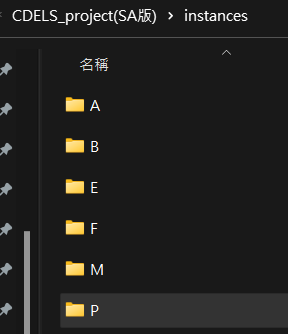 CDELS_project(SA版) > instances
名稱
A
B
E
F
M
P